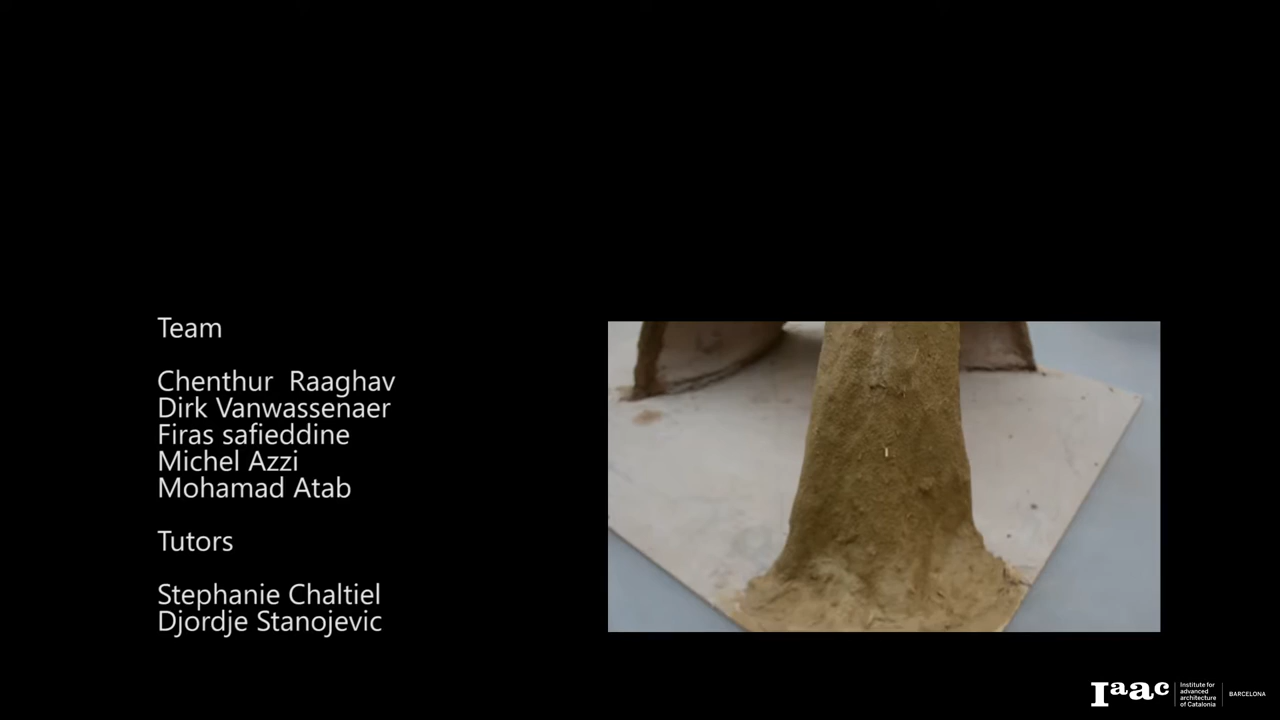 Team
Chenthur Raaghav
Dirk Vanwassenaer
Firas safieddine
Michel Azzi
Mohamad Atab
Tutors
Stephanie Chaltiel
Djordje Stanojevic
Iaac
Institute for
advanced
architecture
of Catalonia
BARCELONA